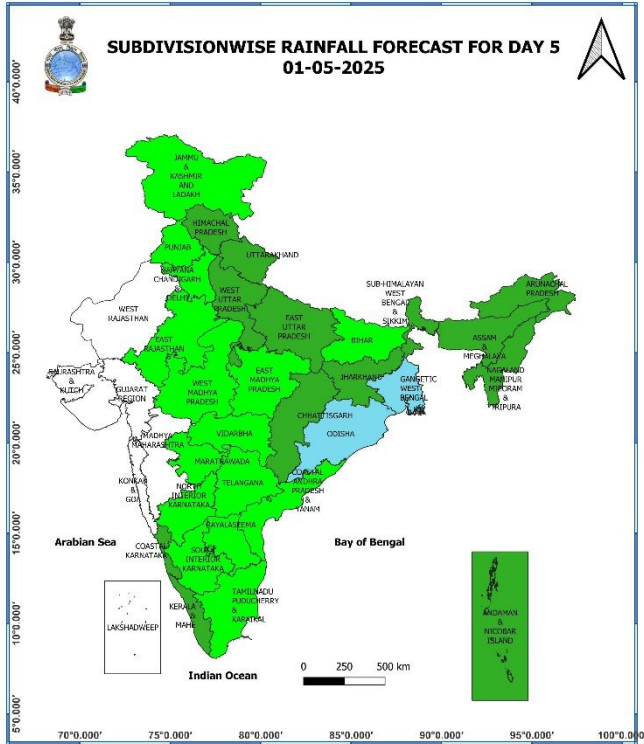 SUBDIVISIONWISE RAINFALL FORECAST FOR DAY 5
01-05-2025
40°0.000'
35°0.000'
30°0.000'
25°0.000'
20°0.000'
15°0.000'
10°0.000'
5°0.000'
JAMMU
&
KASHMIR
AND
LADAKH
HIMACHAL
PRADESH
PUNJAB
UTTARAKHAND
HARYANA
CHANDIGARH
&
DELHI
WEST
UTTAR
PRADESH
WEST
RAJASTHAN
EAST
RAJASTHAN
EAST
UTTAR
PRADESH
SUB-HIMALAYAN
WEST
BENGAL
&
SIKKIM
ARUNACHAL
PRADESH
BIHAR
ASSAM
&
MEGHALAYA
NAGALAND
MANIPUR
MIZORAM
&
TRIPURA
SAURASHTRA
&
KUTCH
GUJARAT
REGION
WEST
MADHYA
PRADESH
EAST
MADHYA
PRADESH
JHARKHAND
GANGETIC
WEST
BENGAL
CHHATTISGARH
ODISHA
MADHYA
MAHARASHTRA
VIDARBHA
MARATHWADA
KONKAN
&
GOA
NORTH
INTERIOR
KARNATAKA
TELANGANA
COASTAL
ANDHRA
PRADESH
&
YANAM
RAYALASEEMA
Arabian Sea
Bay of Bengal
COASTAL
KARNATAKA
SOUTH
INTERIOR
KARNATAKA
TAMILNADU
PUDUCHERRY
&
KARAIKAL
KERALA
&
MAHE
LAKSHADWEEP
ANDAMAN
&
NICOBAR
ISLAND
Indian Ocean
0 250 500 km
70°0.000' 75°0.000' 80°0.000' 85°0.000' 90°0.000' 95°0.000' 100°0.000'